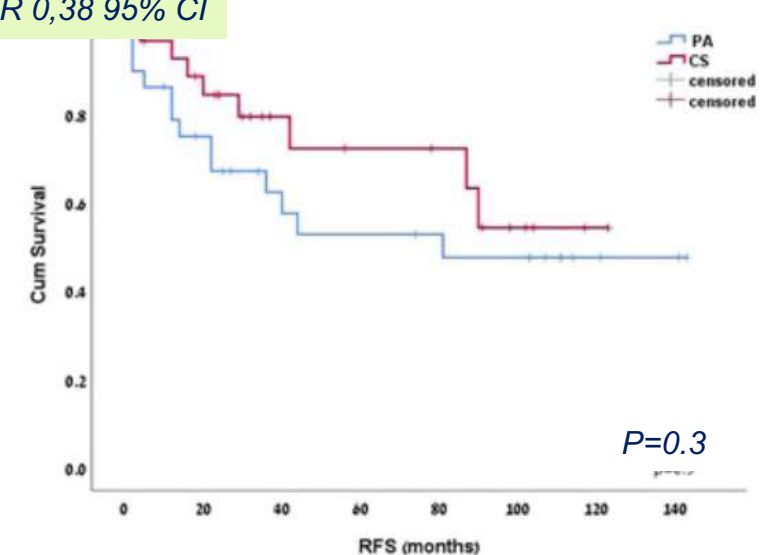 R 0,38 95% CI
PA
CS
censored
censored
0.8
0.6
0.4
0.2
0.0
Cum Survival
P=0.3
0 20 40 60 80 100 120 140
RFS (months)